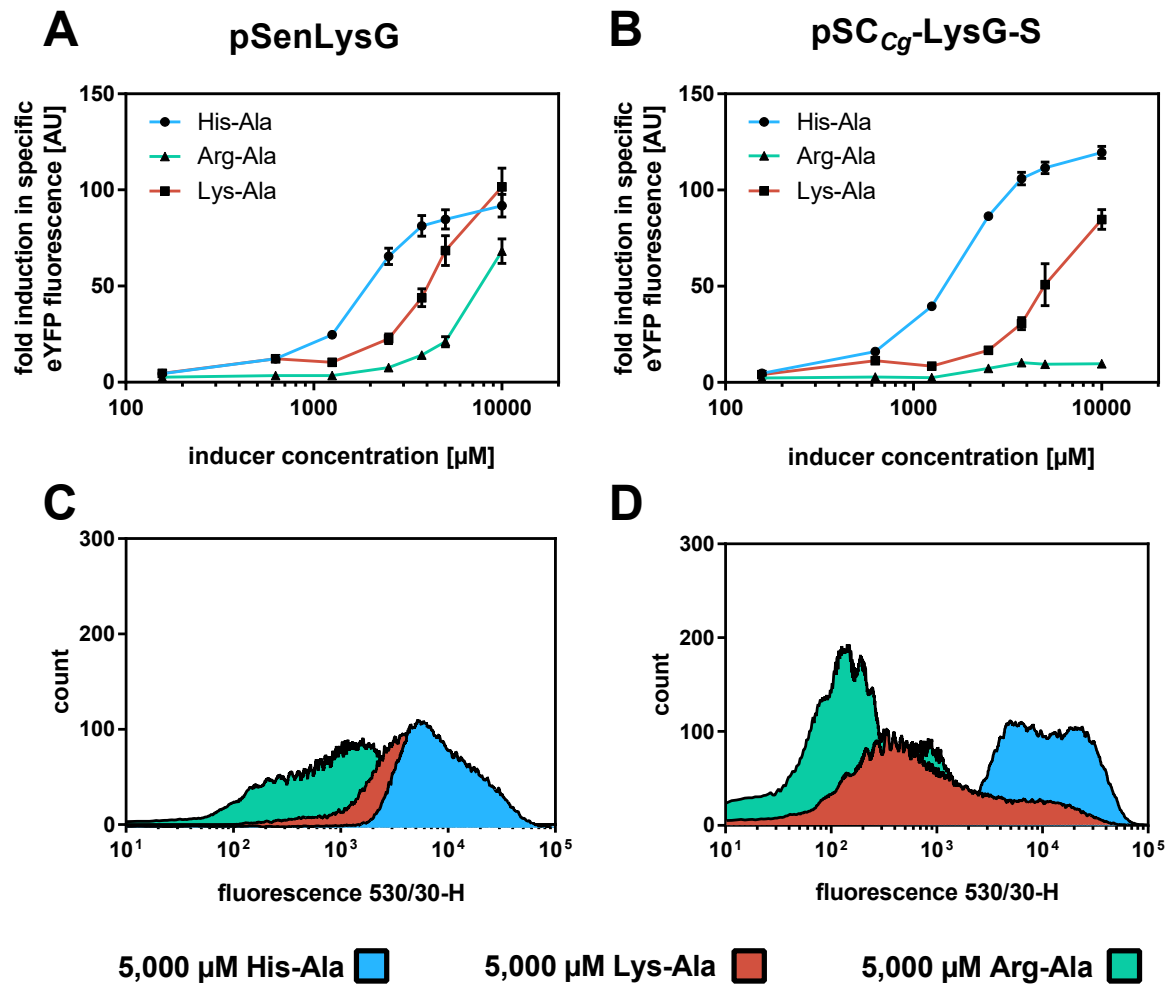 A
pSenLysG
fold induction in specific
eYFP fluorescence [AU]
150
100
50
0
His-Ala
Arg-Ala
Lys-Ala
100
1000
10000
inducer concentration [µM]
B
pSCCg-LysG-S
fold induction in specific
eYFP fluorescence [AU]
150
100
50
0
His-Ala
Arg-Ala
Lys-Ala
100
1000
10000
inducer concentration [µM]
C
count
300
200
100
0
10¹
10²
10³
10⁴
10⁵
fluorescence 530/30-H
D
count
300
200
100
0
10¹
10²
10³
10⁴
10⁵
fluorescence 530/30-H
5,000 µM His-Ala
5,000 µM Lys-Ala
5,000 µM Arg-Ala